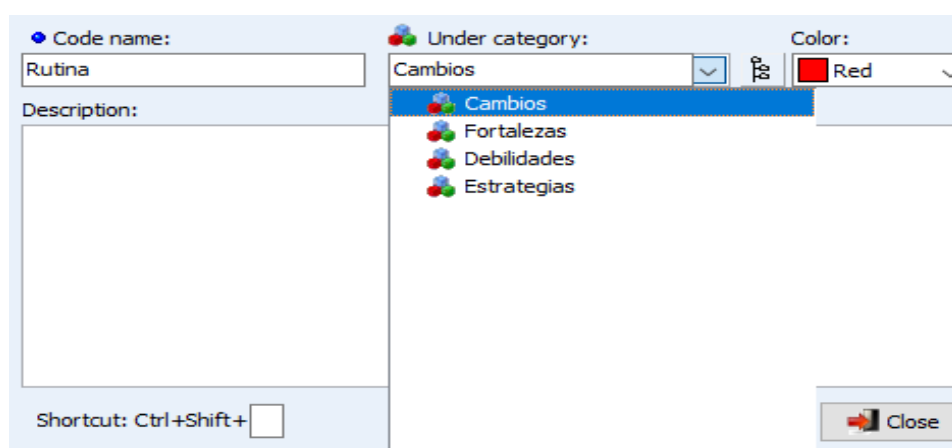 Code name:
Under category:
Color:
Rutina
Cambios
Red
Description:
Cambios
Fortalezas
Debilidades
Estrategias
Shortcut: Ctrl+Shift+
Close